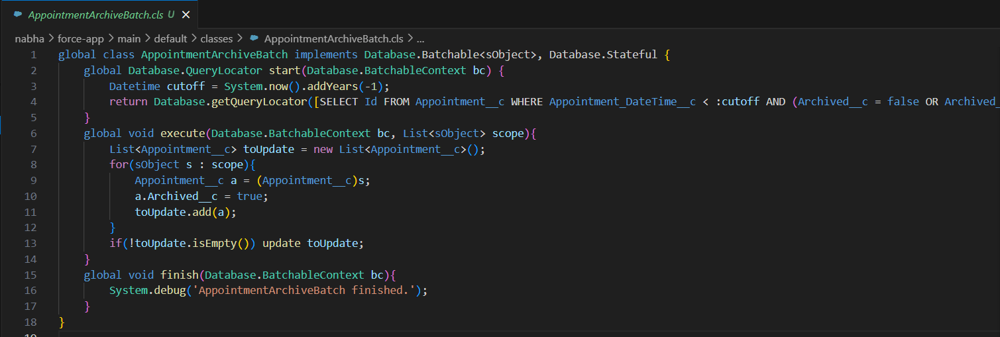 AppointmentArchiveBatch.cls U
nabha > force-app > main > default > classes > AppointmentArchiveBatch.cls > ...
1 global class AppointmentArchiveBatch implements Database.Batchable<sObject>, Database.Stateful {
2 global Database.QueryLocator start(Database.BatchableContext bc) {
3 Datetime cutoff = System.now().addYears(-1);
4 return Database.getQueryLocator([SELECT Id FROM Appointment__c WHERE Appointment_DateTime__c < :cutoff AND (Archived__c = false OR Archived_
5 }
6 global void execute(Database.BatchableContext bc, List<sObject> scope){
7 List<Appointment__c> toUpdate = new List<Appointment__c>();
8 for(sObject s : scope){
9 Appointment__c a = (Appointment__c)s;
10 a.Archived__c = true;
11 toUpdate.add(a);
12 }
13 if(!toUpdate.isEmpty()) update toUpdate;
14 }
15 global void finish(Database.BatchableContext bc){
16 System.debug('AppointmentArchiveBatch finished.');
17 }
18 }